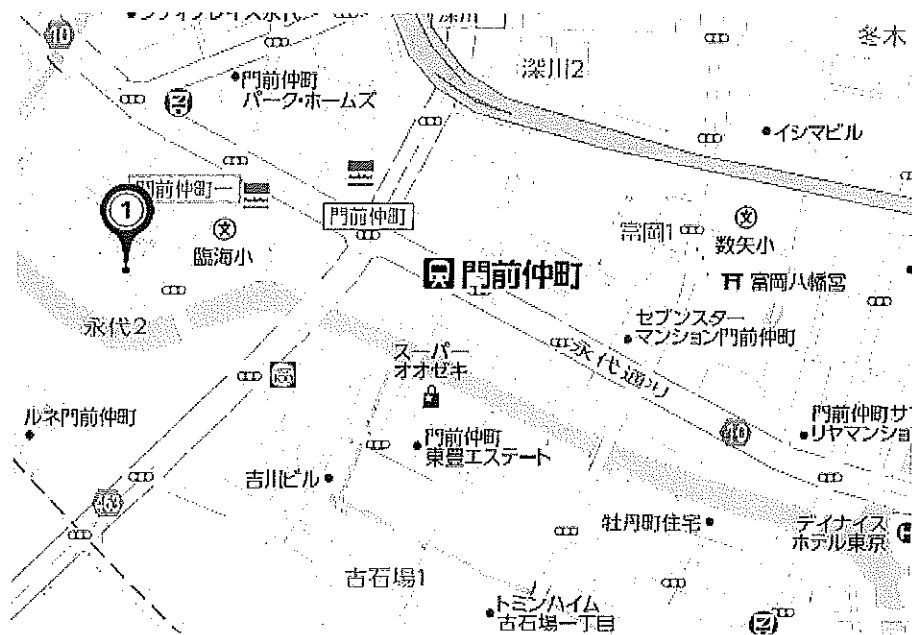 深川
冬木
10
門前仲町
パーク・ホームズ
深川2
イシマビル
門前仲町一
1
門前仲町
臨海小
富岡1
数矢小
門前仲町
富岡八幡宮
永代2
セブンスター
マンション門前仲町
スーパー
オオゼキ
永代通り
ルネ門前仲町
門前仲町サ
リヤマンショ
門前仲町
東豊エステート
吉川ビル
牡丹町住宅
デイナイス
ホテル東京
古石場1
トミンハイム
古石場一丁目